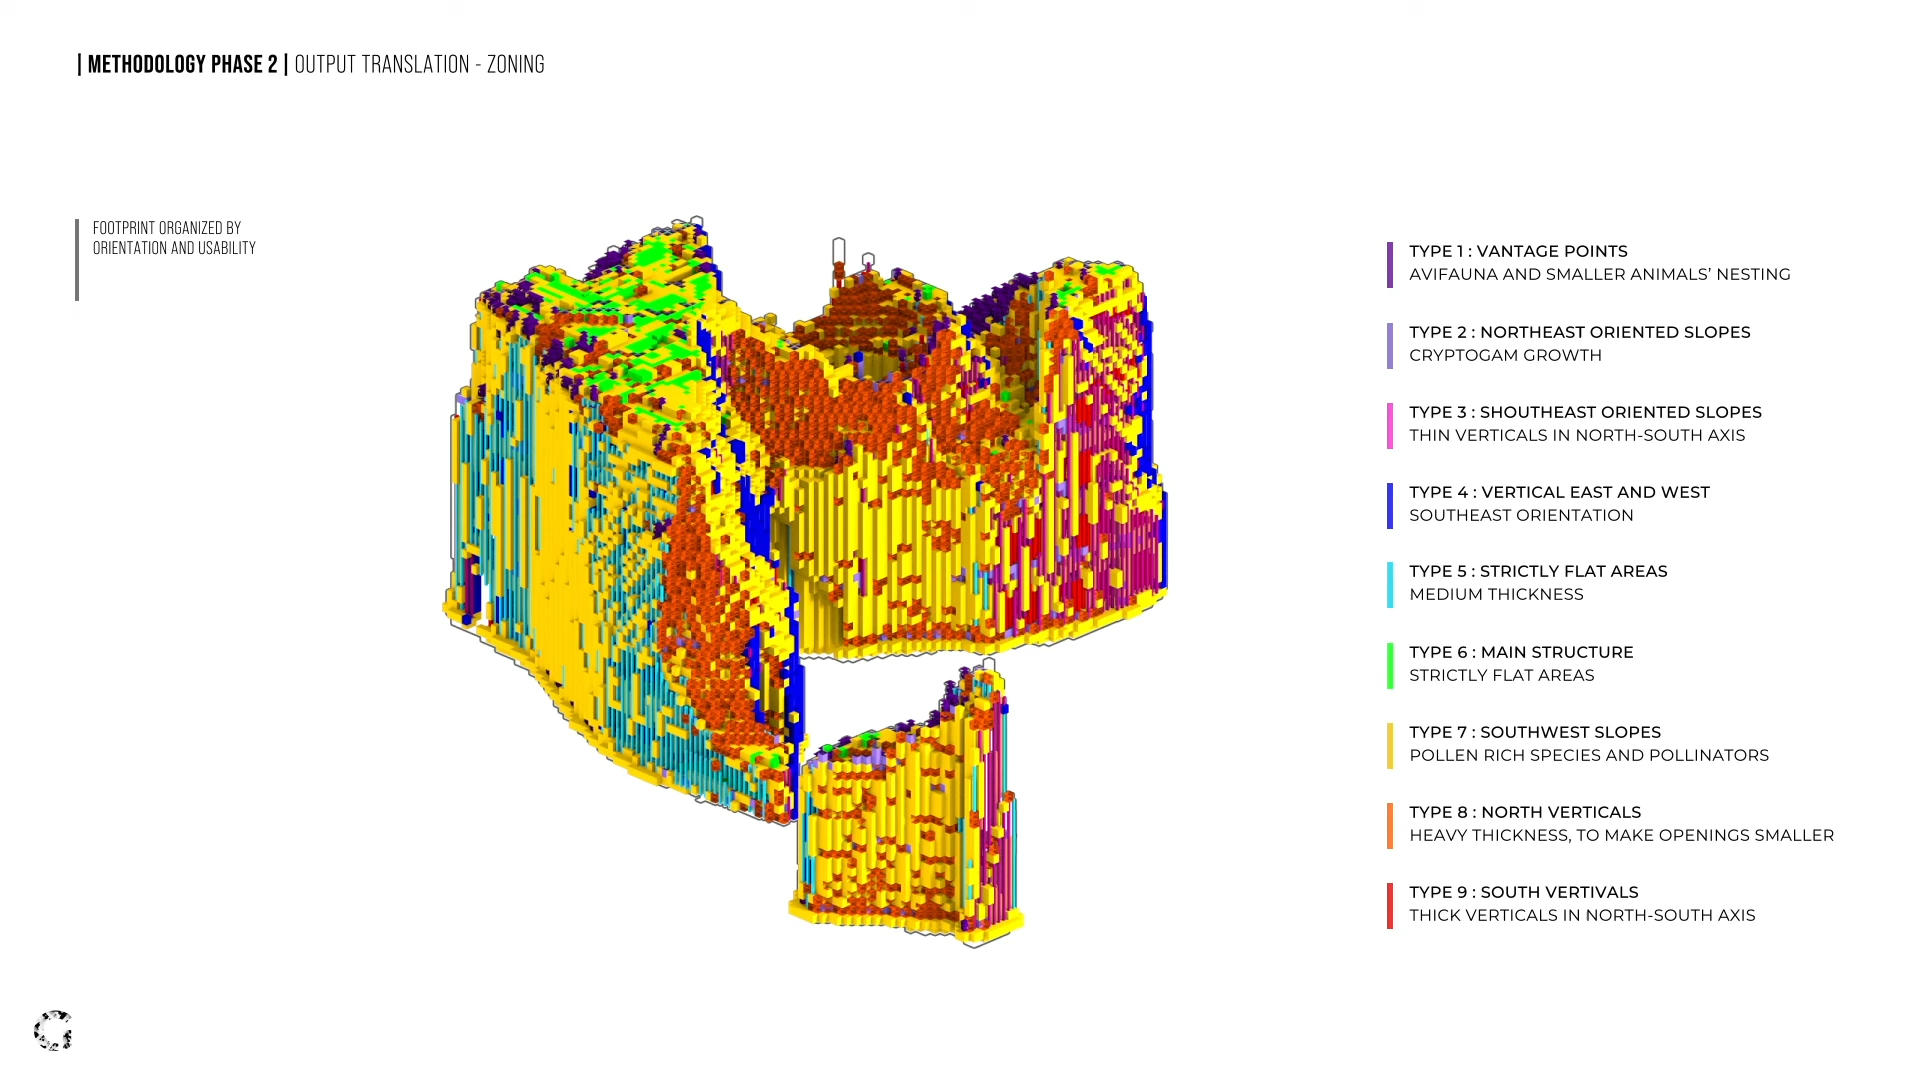 | METHODOLOGY PHASE 2 | OUTPUT TRANSLATION - ZONING
FOOTPRINT ORGANIZED BY
ORIENTATION AND USABILITY
TYPE 1 : VANTAGE POINTS
AVIFAUNA AND SMALLER ANIMALS' NESTING
TYPE 2 : NORTHEAST ORIENTED SLOPES
CRYPTOGAM GROWTH
TYPE 3 : SHOUTHEAST ORIENTED SLOPES
THIN VERTICALS IN NORTH-SOUTH AXIS
TYPE 4 : VERTICAL EAST AND WEST
SOUTHEAST ORIENTATION
TYPE 5 : STRICTLY FLAT AREAS
MEDIUM THICKNESS
TYPE 6 : MAIN STRUCTURE
STRICTLY FLAT AREAS
TYPE 7 : SOUTHWEST SLOPES
POLLEN RICH SPECIES AND POLLINATORS
TYPE 8 : NORTH VERTICALS
HEAVY THICKNESS, TO MAKE OPENINGS SMALLER
TYPE 9 : SOUTH VERTIVALS
THICK VERTICALS IN NORTH-SOUTH AXIS
G